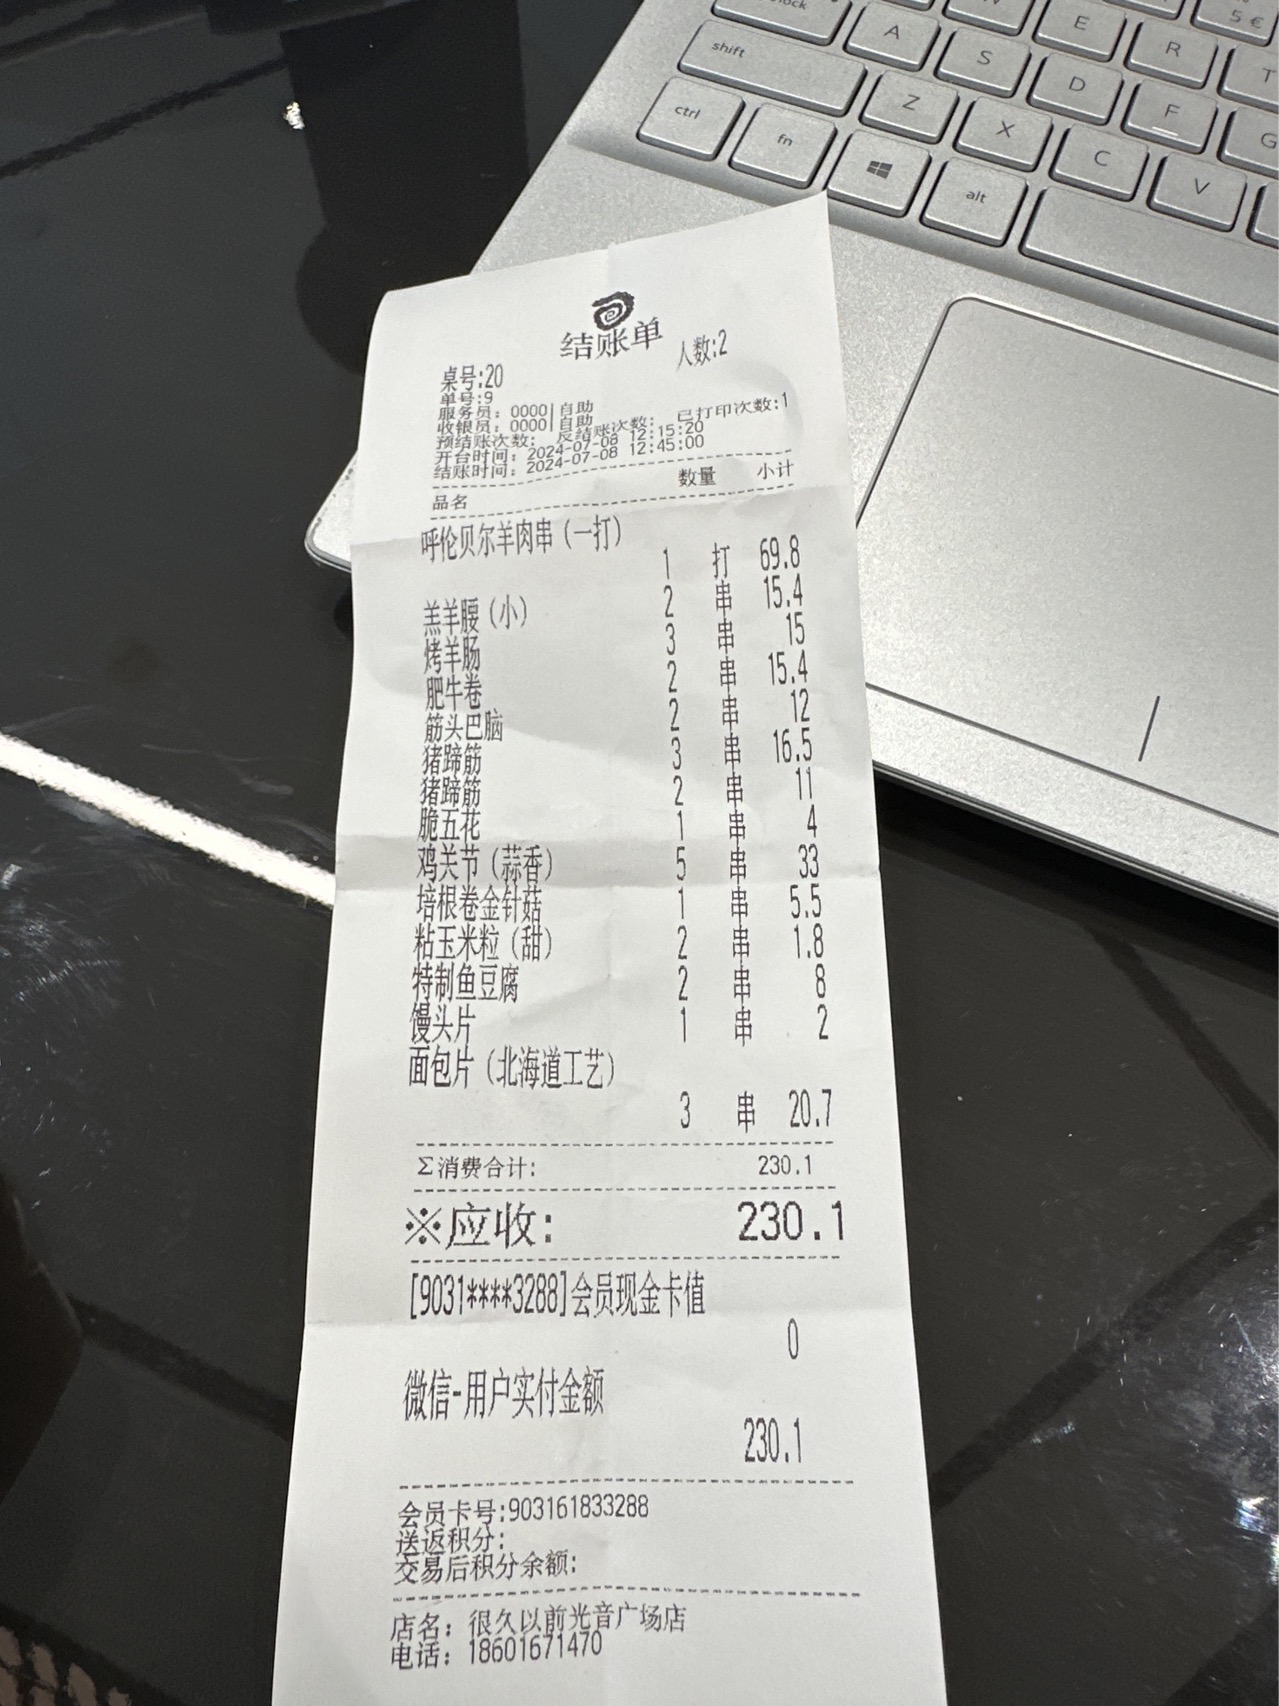 lock
5 €
shift
A
S
D
E
R
T
F
G
ctrl
fn
Z
X
C
V
alt
结账单
桌号:20 人数:2
单号:9
服务员: 0000|自助
收银员: 0000|自助
预结账次数: 反结账次数: 已打印次数:1
开台时间: 2024-07-08 12:15:20
结账时间: 2024-07-08 12:45:00
品名 数量 小计
呼伦贝尔羊肉串(一打)
1 打 69.8
羔羊腰(小) 2 串 15.4
烤羊肠 3 串 15
肥牛卷 2 串 15.4
筋头巴脑 2 串 12
猪蹄筋 3 串 16.5
猪蹄筋 2 串 11
脆五花 1 串 4
鸡关节(蒜香) 5 串 33
培根卷金针菇 1 串 5.5
粘玉米粒(甜) 2 串 1.8
特制鱼豆腐 2 串 8
馒头片 1 串 2
面包片(北海道工艺)
3 串 20.7
Σ消费合计: 230.1
※应收: 230.1
[9031****3288]会员现金卡值
0
微信-用户实付金额
230.1
会员卡号:903161833288
送返积分:
交易后积分余额:
店名: 很久以前光音广场店
电话: 18601671470